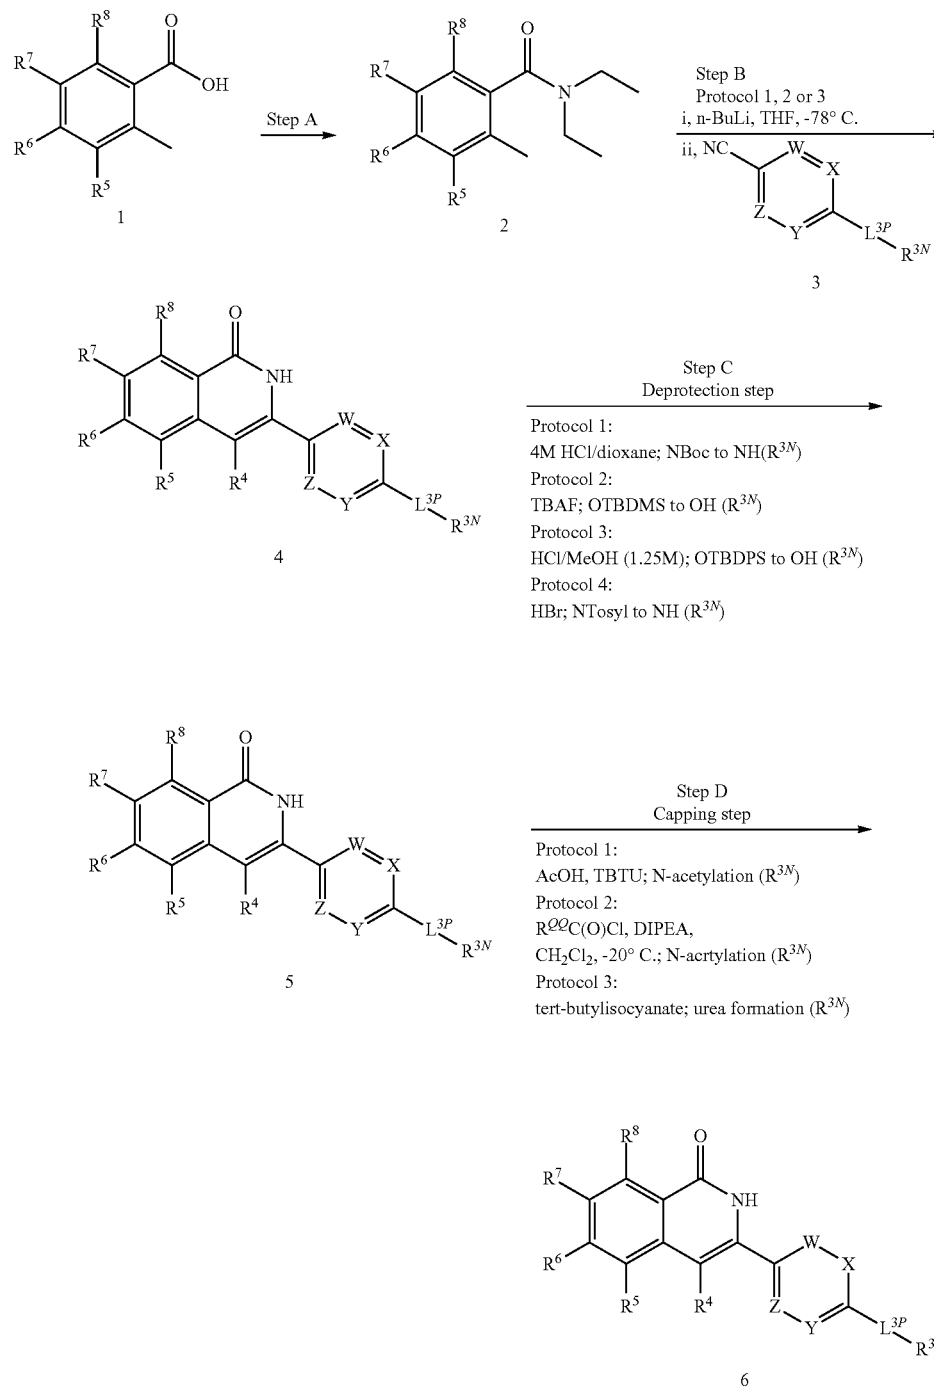 R8
O
R7
OH
R6
R5
1
Step A
R8
O
R7
N
R6
R5
2
Step B
Protocol 1, 2 or 3
i, n-BuLi, THF, -78° C.
ii, NC
W
X
Z
Y
L3P
R3N
3
R8
O
R7
NH
W
X
R6
Z
Y
R5
R4
L3P
R3N
4
Step C
Deprotection step
Protocol 1:
4M HCl/dioxane; NBoc to NH(R3N)
Protocol 2:
TBAF; OTBDMS to OH (R3N)
Protocol 3:
HCl/MeOH (1.25M); OTBDPS to OH (R3N)
Protocol 4:
HBr; NTosyl to NH (R3N)
R8
O
R7
NH
W
X
R6
Z
Y
R5
R4
L3P
R3N
5
Step D
Capping step
Protocol 1:
AcOH, TBTU; N-acetylation (R3N)
Protocol 2:
RQQC(O)Cl, DIPEA,
CH2Cl2, -20° C.; N-acrtylation (R3N)
Protocol 3:
tert-butylisocyanate; urea formation (R3N)
R8
O
R7
NH
W
X
R6
Z
Y
R5
R4
L3P
R3
6